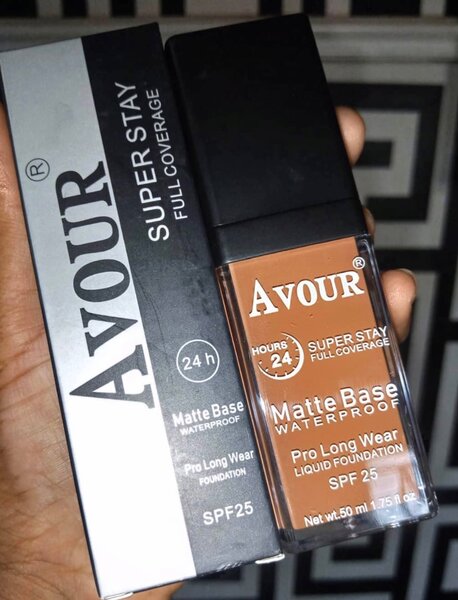 AVOUR®
SUPER STAY
FULL COVERAGE
24 h
Matte Base
WATERPROOF
Pro Long Wear
FOUNDATION
SPF25
AVOUR®
HOURS
24
SUPER STAY
FULL COVERAGE
Matte Base
WATERPROOF
Pro Long Wear
LIQUID FOUNDATION
SPF 25
Net wt.50 ml 1.75 fl oz